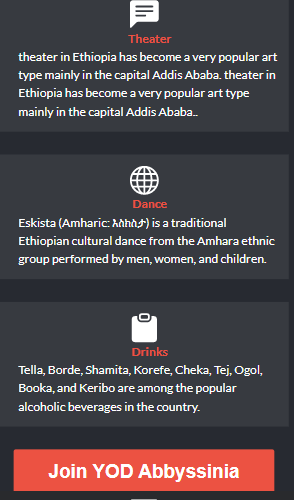 Theater
theater in Ethiopia has become a very popular art
type mainly in the capital Addis Ababa. theater in
Ethiopia has become a very popular art type
mainly in the capital Addis Ababa..
Dance
Eskista (Amharic: እስክስታ) is a traditional
Ethiopian cultural dance from the Amhara ethnic
group performed by men, women, and children.
Drinks
Tella, Borde, Shamita, Korefe, Cheka, Tej, Ogol,
Booka, and Keribo are among the popular
alcoholic beverages in the country.
Join YOD Abbyssinia